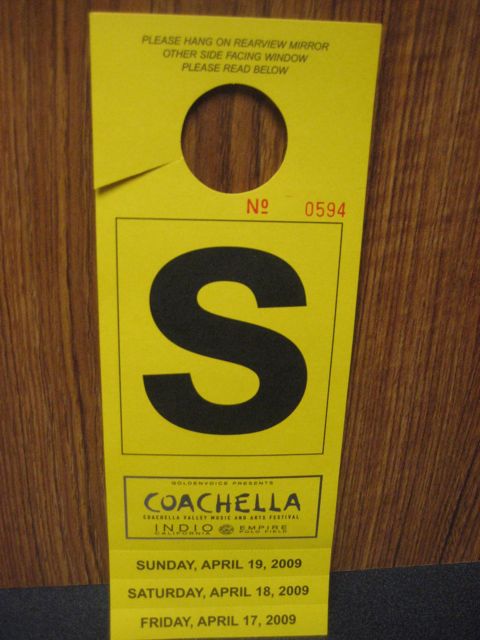 PLEASE HANG ON REARVIEW MIRROR
OTHER SIDE FACING WINDOW
PLEASE READ BELOW
Nº 0594
S
GOLDENVOICE PRESENTS
COACHELLA
COACHELLA VALLEY MUSIC AND ARTS FESTIVAL
INDIO EMPIRE
CALIFORNIA POLO FIELD
SUNDAY, APRIL 19, 2009
SATURDAY, APRIL 18, 2009
FRIDAY, APRIL 17, 2009